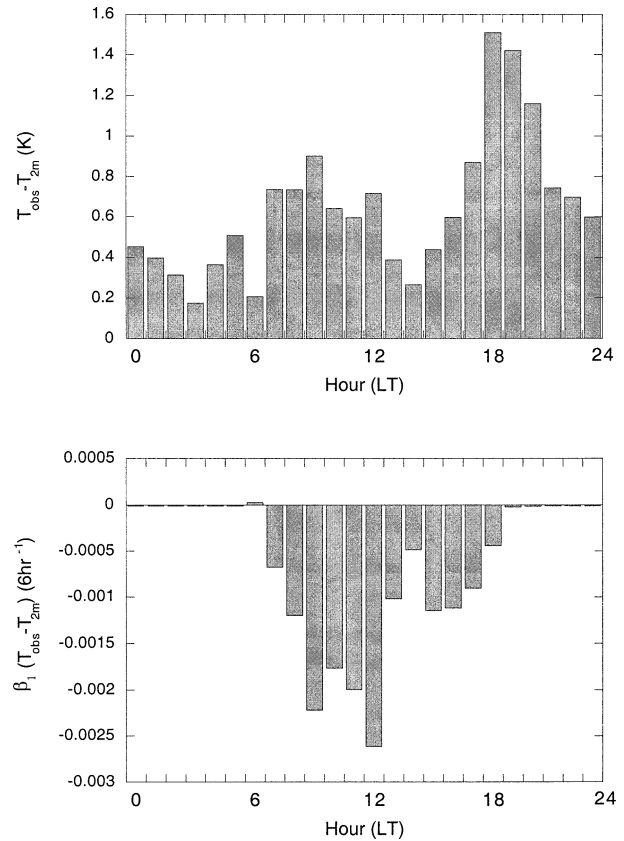 1.6
1.4
1.2
1
0.8
0.6
0.4
0.2
0
T_obs-T_2m (K)
0 6 12 18 24
Hour (LT)
0.0005
0
-0.0005
-0.001
-0.0015
-0.002
-0.0025
-0.003
β_1 (T_obs-T_2m) (6hr^-1)
0 6 12 18 24
Hour (LT)